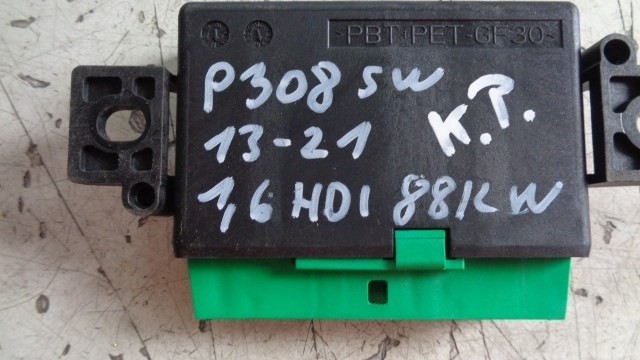 >PBT+PET-GF30<
P308 SW
K.P.
13-21
1,6 HDI 88KW